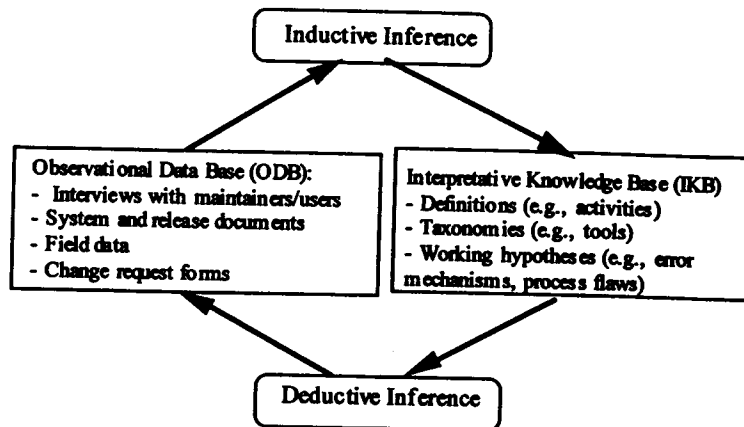 Inductive Inference
Observational Data Base (ODB):
- Interviews with maintainers/users
- System and release documents
- Field data
- Change request forms
Interpretative Knowledge Base (IKB)
- Definitions (e.g., activities)
- Taxonomies (e.g., tools)
- Working hypotheses (e.g., error
mechanisms, process flaws)
Deductive Inference